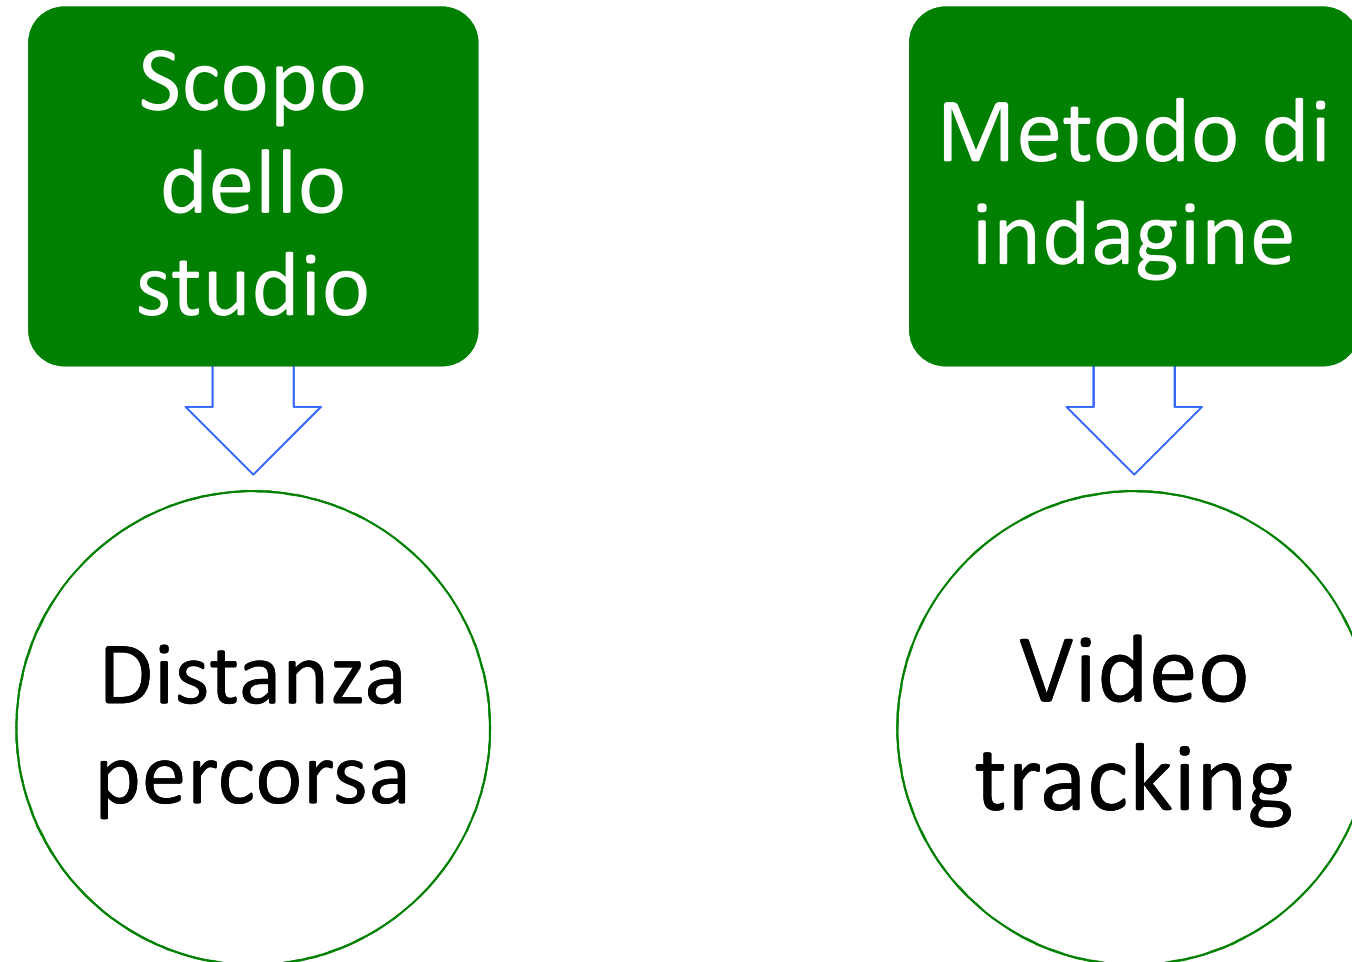 Scopo
dello
studio
Metodo di
indagine
Distanza
percorsa
Video
tracking